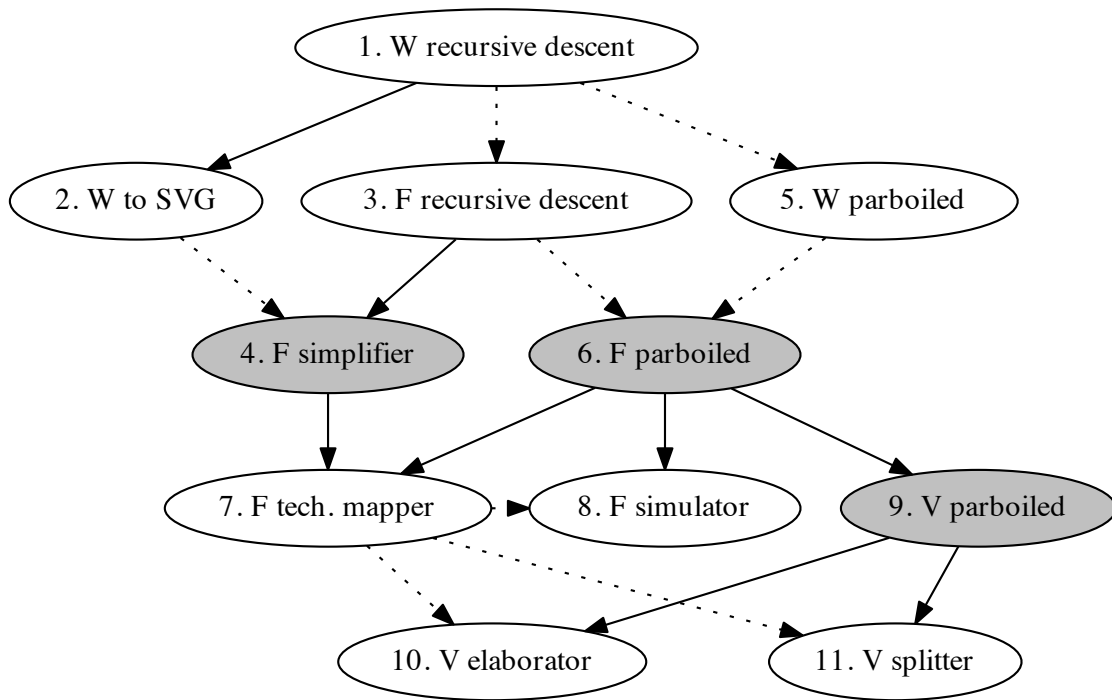 1. W recursive descent
2. W to SVG
3. F recursive descent
5. W parboiled
4. F simplifier
6. F parboiled
7. F tech. mapper
8. F simulator
9. V parboiled
10. V elaborator
11. V splitter